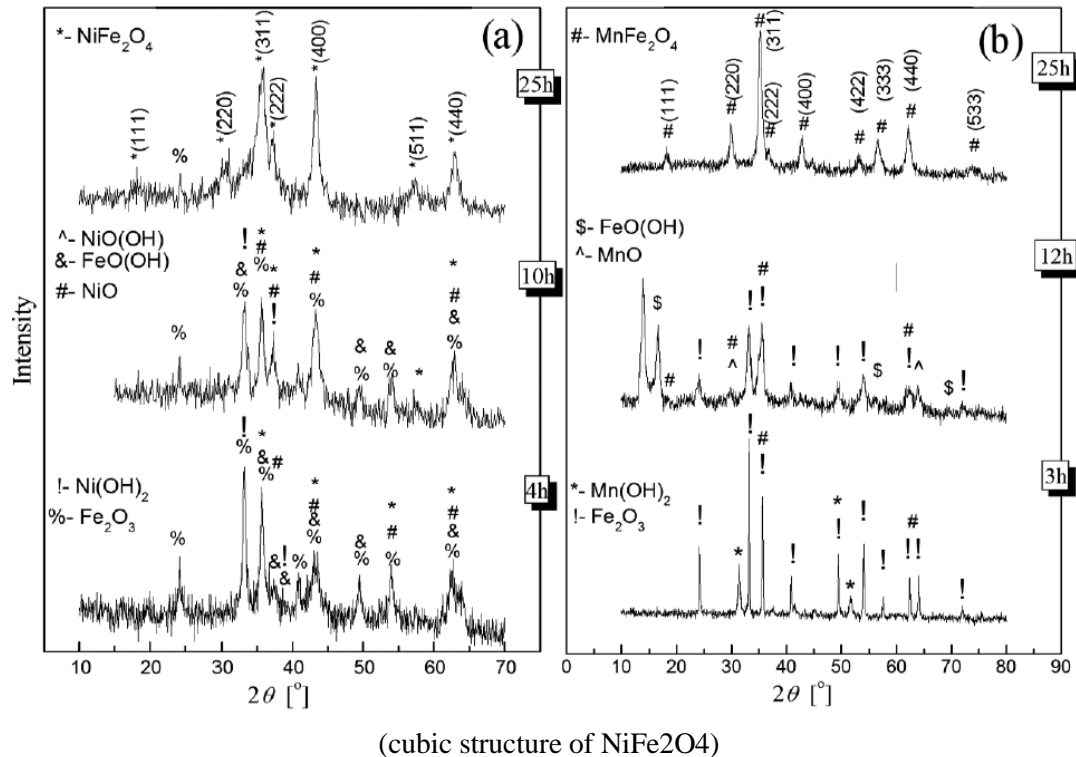 (a)
*- NiFe₂O₄
25h
*(111)
%
*(220)
*(311)
*(222)
*(400)
*(511)
*(440)
^- NiO(OH)
&- FeO(OH)
#- NiO
10h
%
! & %
* # %
* # !
* # %
& %
& %
*
* # & %
!- Ni(OH)₂
%- Fe₂O₃
4h
%
! %
* & % #
& ! &
%
* # & %
& %
* # %
* # & %
Intensity
10 20 30 40 50 60 70
2θ [°]
(b)
#- MnFe₂O₄
25h
#(111)
#(220)
# (311)
#(222)
#(400)
(422) #
(333) #
(440) #
(533) #
$- FeO(OH)
^- MnO
12h
$
#
!
# ^
!
# !
!
!
!
$
# ! ^
$ !
*- Mn(OH)₂
!- Fe₂O₃
3h
!
*
!
# !
!
* !
*
!
!
# ! !
!
0 10 20 30 40 50 60 70 80 90
2θ [°]
(cubic structure of NiFe2O4)